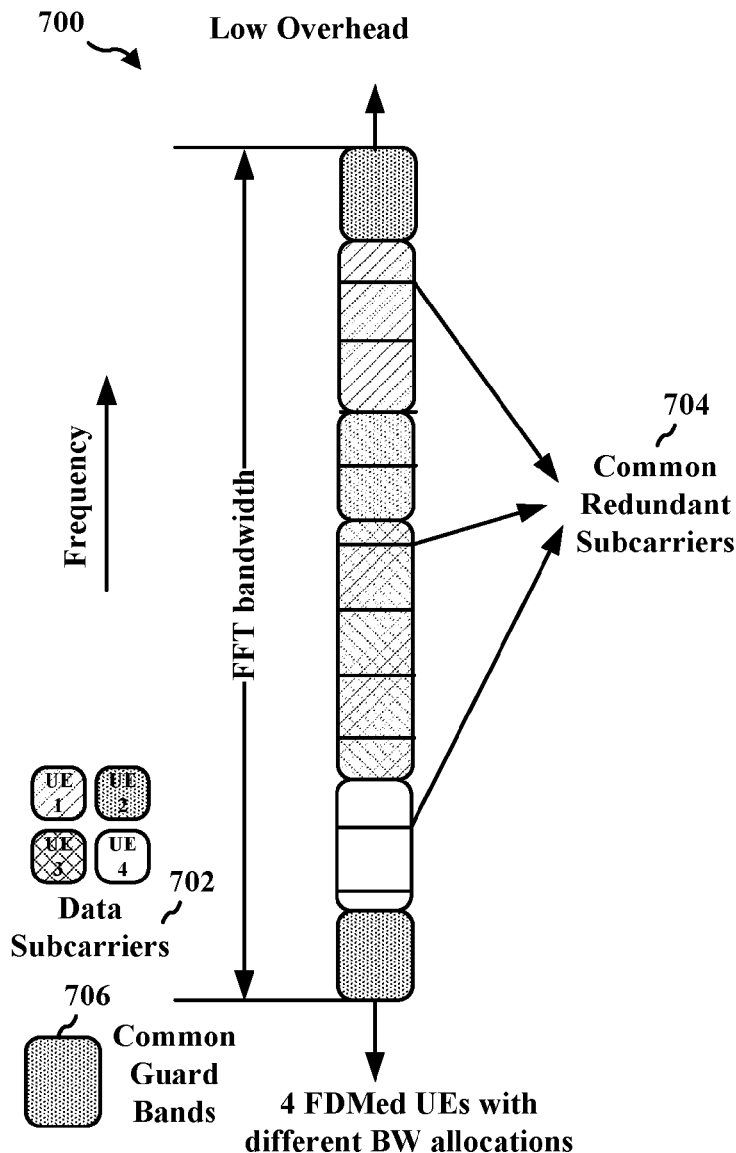 700
Low Overhead
Frequency
FFT bandwidth
704
Common
Redundant
Subcarriers
UE
1
UE
2
UE
3
UE
4
702
Data
Subcarriers
706
Common
Guard
Bands
4 FDMed UEs with
different BW allocations